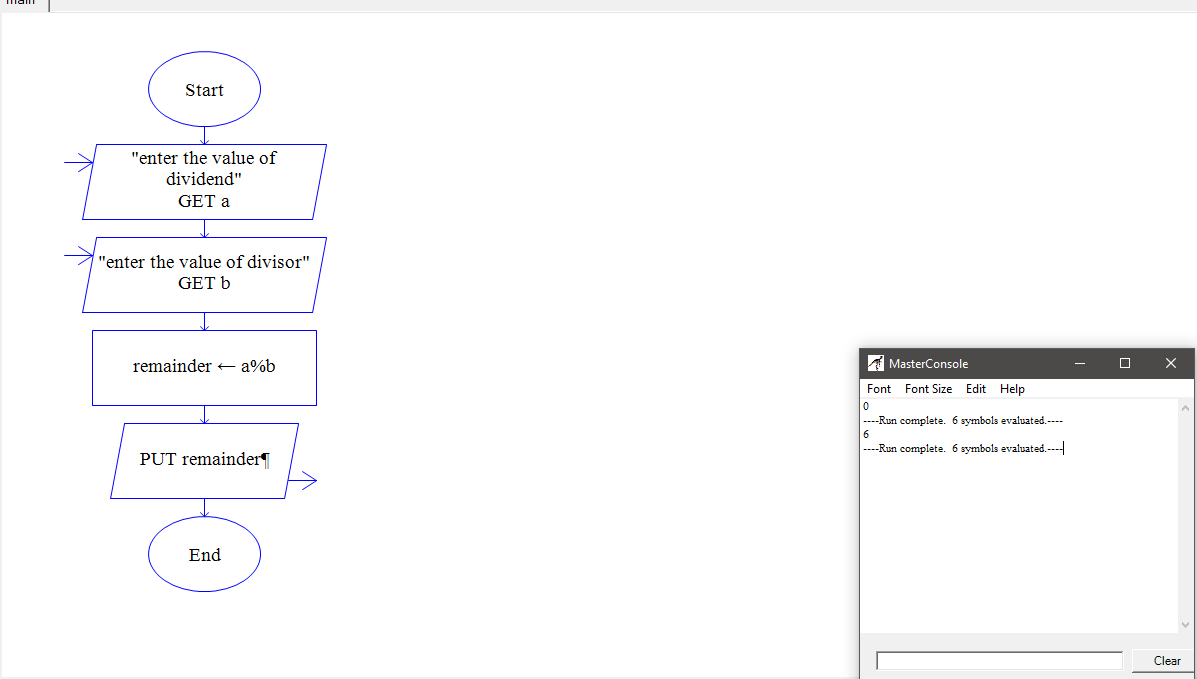 main
Start
"enter the value of
dividend"
GET a
"enter the value of divisor"
GET b
remainder ← a%b
PUT remainder¶
End
MasterConsole
Font Font Size Edit Help
0
----Run complete.  6 symbols evaluated.----
6
----Run complete.  6 symbols evaluated.----
Clear